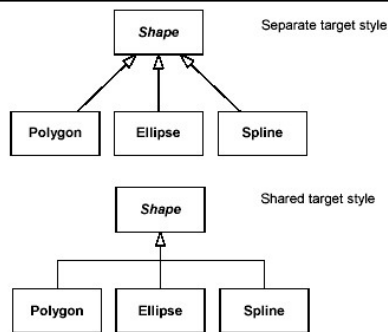 Shape
Separate target style
Polygon
Ellipse
Spline
Shape
Shared target style
Polygon
Ellipse
Spline